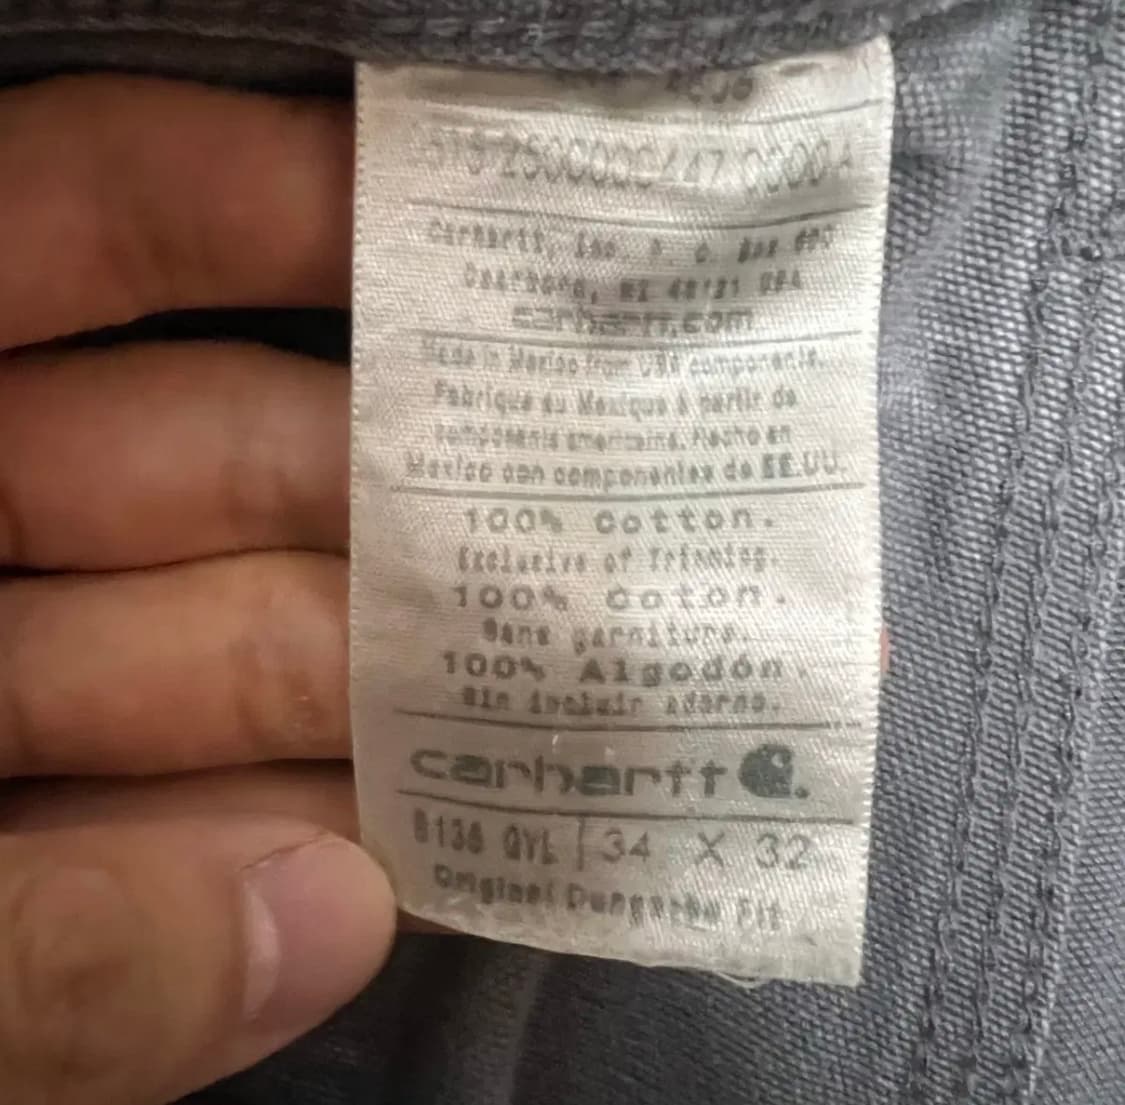 Carhartt, Inc. P. O. Box 600
Dearborn, MI 48121 USA
carhartt.com
Made in Mexico from USA components.
Fabriqué au Mexique à partir de
composants américains. Hecho en
Mexico con componentes de EE.UU.
100% Cotton.
Exclusive of Trimming.
100% Coton.
Sans garniture.
100% Algodón.
Sin incluir adorno.
carhartt
B136 GVL 34 X 32
Original Dungaree Fit